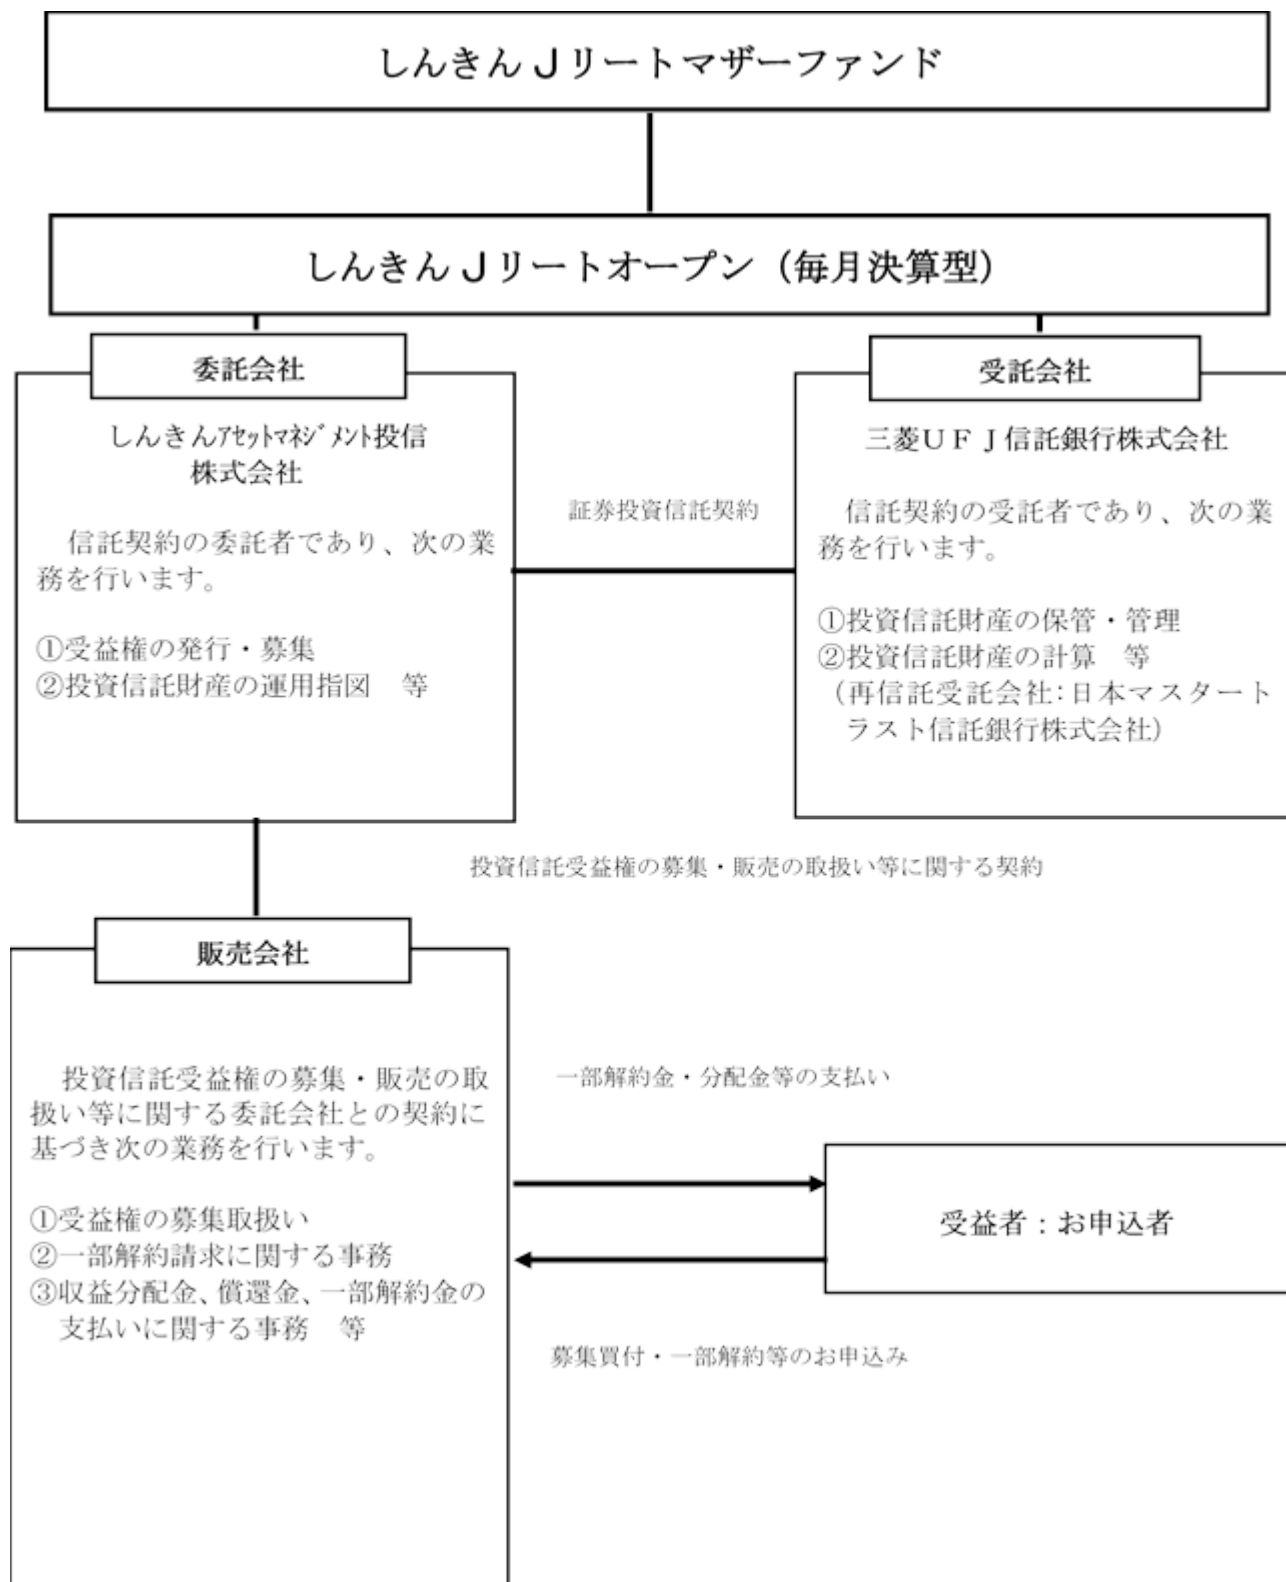 しんきんJリートマザーファンド
しんきんJリートオープン（毎月決算型）
委託会社
しんきんｱｾｯﾄﾏﾈｼﾞﾒﾝﾄ投信
株式会社
信託契約の委託者であり、次の業
務を行います。
①受益権の発行・募集
②投資信託財産の運用指図　等
証券投資信託契約
受託会社
三菱ＵＦＪ信託銀行株式会社
信託契約の受託者であり、次の業
務を行います。
①投資信託財産の保管・管理
②投資信託財産の計算　等
（再信託受託会社：日本マスタート
ラスト信託銀行株式会社）
投資信託受益権の募集・販売の取扱い等に関する契約
販売会社
投資信託受益権の募集・販売の取
扱い等に関する委託会社との契約に
基づき次の業務を行います。
①受益権の募集取扱い
②一部解約請求に関する事務
③収益分配金、償還金、一部解約金の
支払いに関する事務　等
一部解約金・分配金等の支払い
受益者：お申込者
募集買付・一部解約等のお申込み